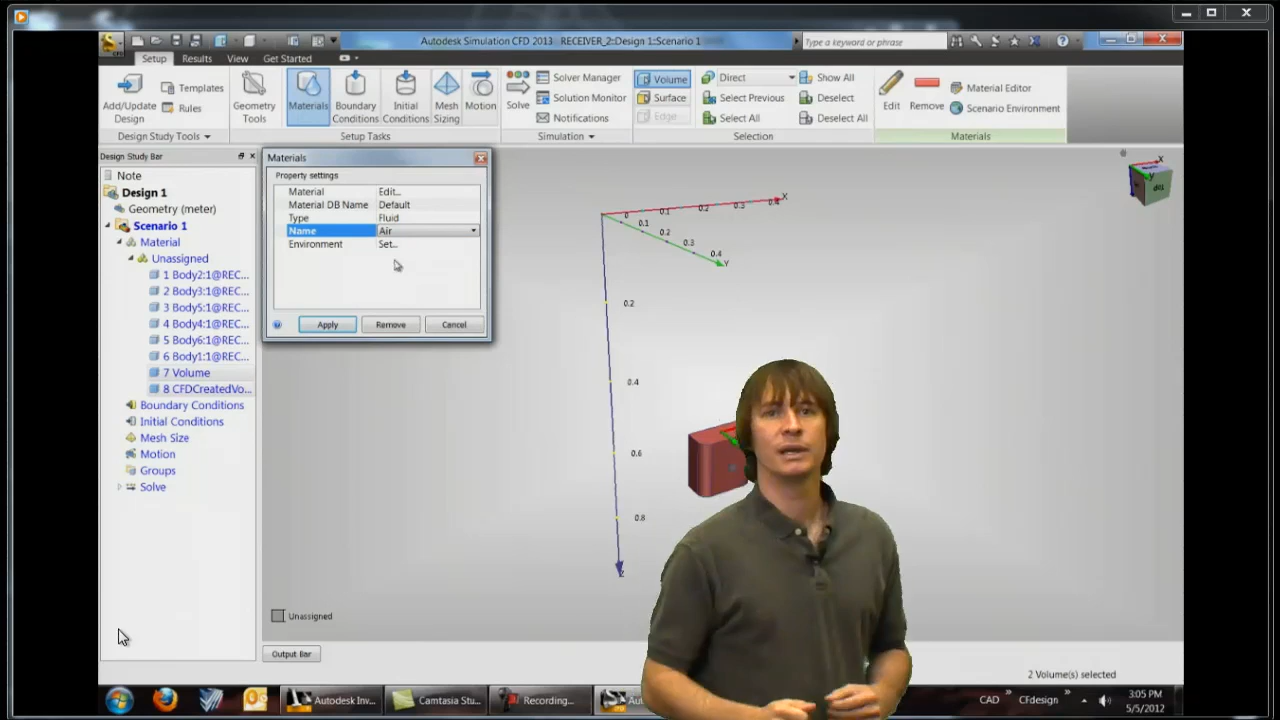 Autodesk Simulation CFD 2013   RECEIVER_2::Design 1::Scenario 1
Type a keyword or phrase
Setup
Results
View
Get Started
Add/Update
Design
Templates
Rules
Design Study Tools
Geometry
Tools
Materials
Boundary
Conditions
Initial
Conditions
Mesh
Sizing
Motion
Setup Tasks
Solve
Solver Manager
Solution Monitor
Notifications
Simulation
Volume
Surface
Edge
Direct
Select Previous
Select All
Show All
Deselect
Deselect All
Selection
Edit
Remove
Material Editor
Scenario Environment
Materials
Design Study Bar
Note
Design 1
Geometry (meter)
Scenario 1
Material
Unassigned
1 Body2:1@REC...
2 Body3:1@REC...
3 Body5:1@REC...
4 Body4:1@REC...
5 Body6:1@REC...
6 Body1:1@REC...
7 Volume
8 CFDCreatedVo...
Boundary Conditions
Initial Conditions
Mesh Size
Motion
Groups
Solve
Materials
Property settings
Material Edit...
Material DB Name Default
Type Fluid
Name Air
Environment Set...
Apply
Remove
Cancel
X
0
0.1
0.2
0.3
0.4
0.1
0.2
0.3
0.4
Y
0.2
0.4
0.6
0.8
Z
X
Y
Top
Unassigned
Output Bar
2 Volume(s) selected
Autodesk Inv...
Camtasia Stu...
Recording...
Au
CAD
CFdesign
3:05 PM
5/5/2012